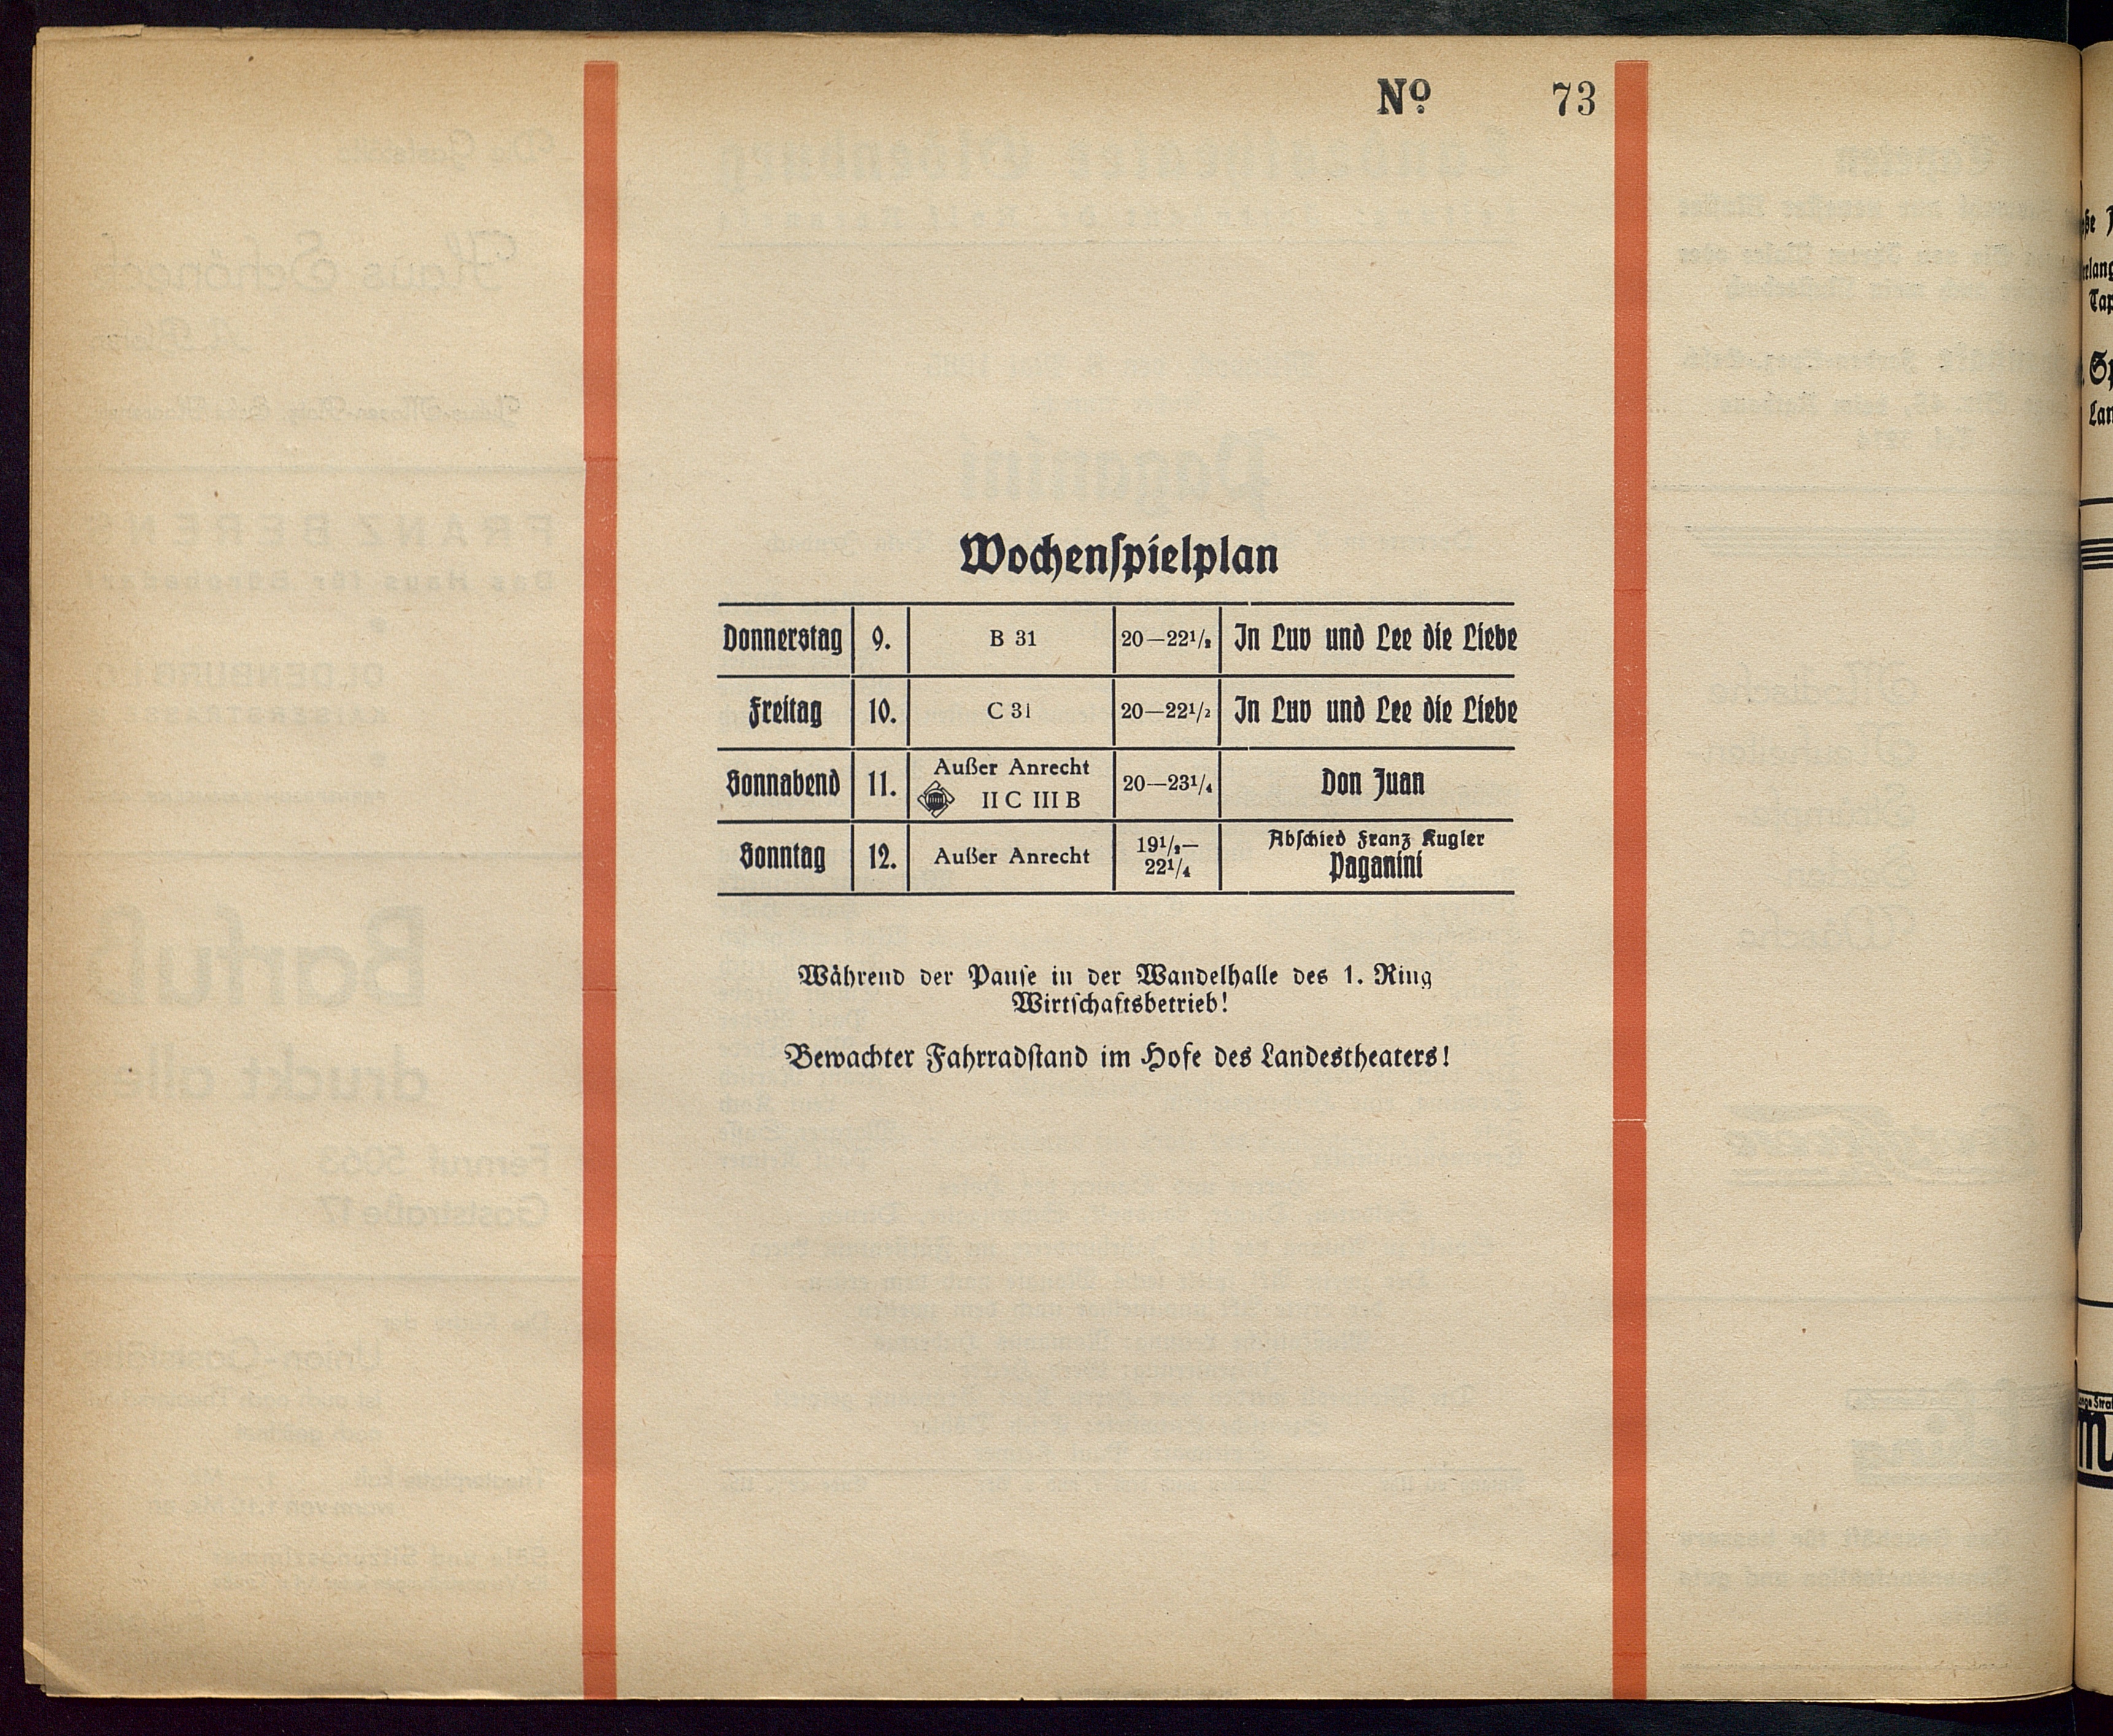 Nº 73
Wochenspielplan
Donnerstag 9. B 31 20—22¹/₂ In Luv und Lee die Liebe
Freitag 10. C 31 20—22¹/₂ In Luv und Lee die Liebe
Sonnabend 11. Außer Anrecht II C III B 20—23¹/₄ Don Juan
Sonntag 12. Außer Anrecht 19¹/₂—22¹/₄ Abschied Franz Kugler Paganini
Während der Pause in der Wandelhalle des 1. Ring
Wirtschaftsbetrieb!
Bewachter Fahrradstand im Hofe des Landestheaters!